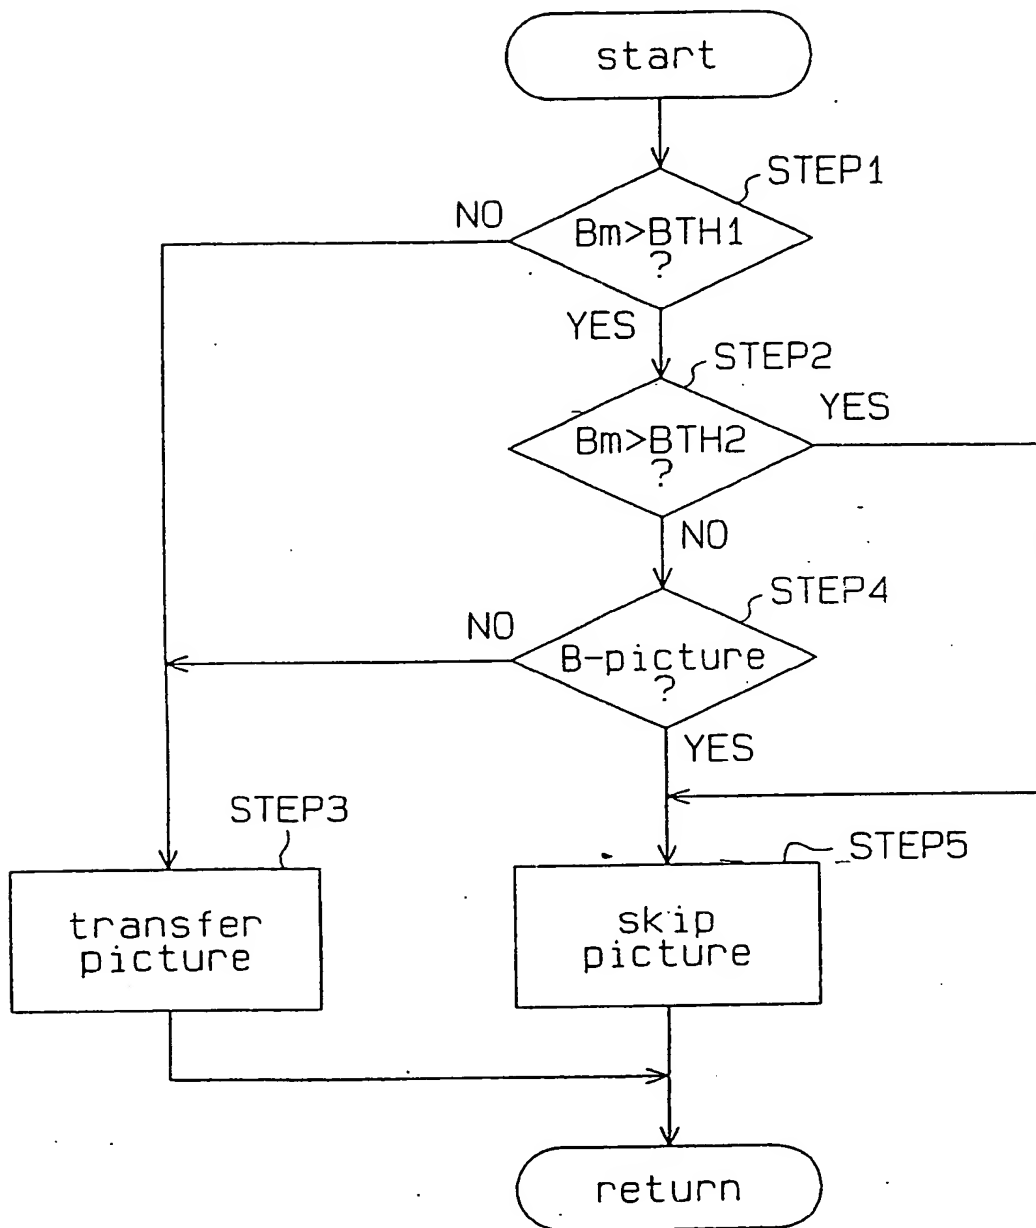 start
STEP1
NO
Bm>BTH1
?
YES
STEP2
YES
Bm>BTH2
?
NO
STEP4
NO
B-picture
?
YES
STEP3
STEP5
transfer
picture
skip
picture
return